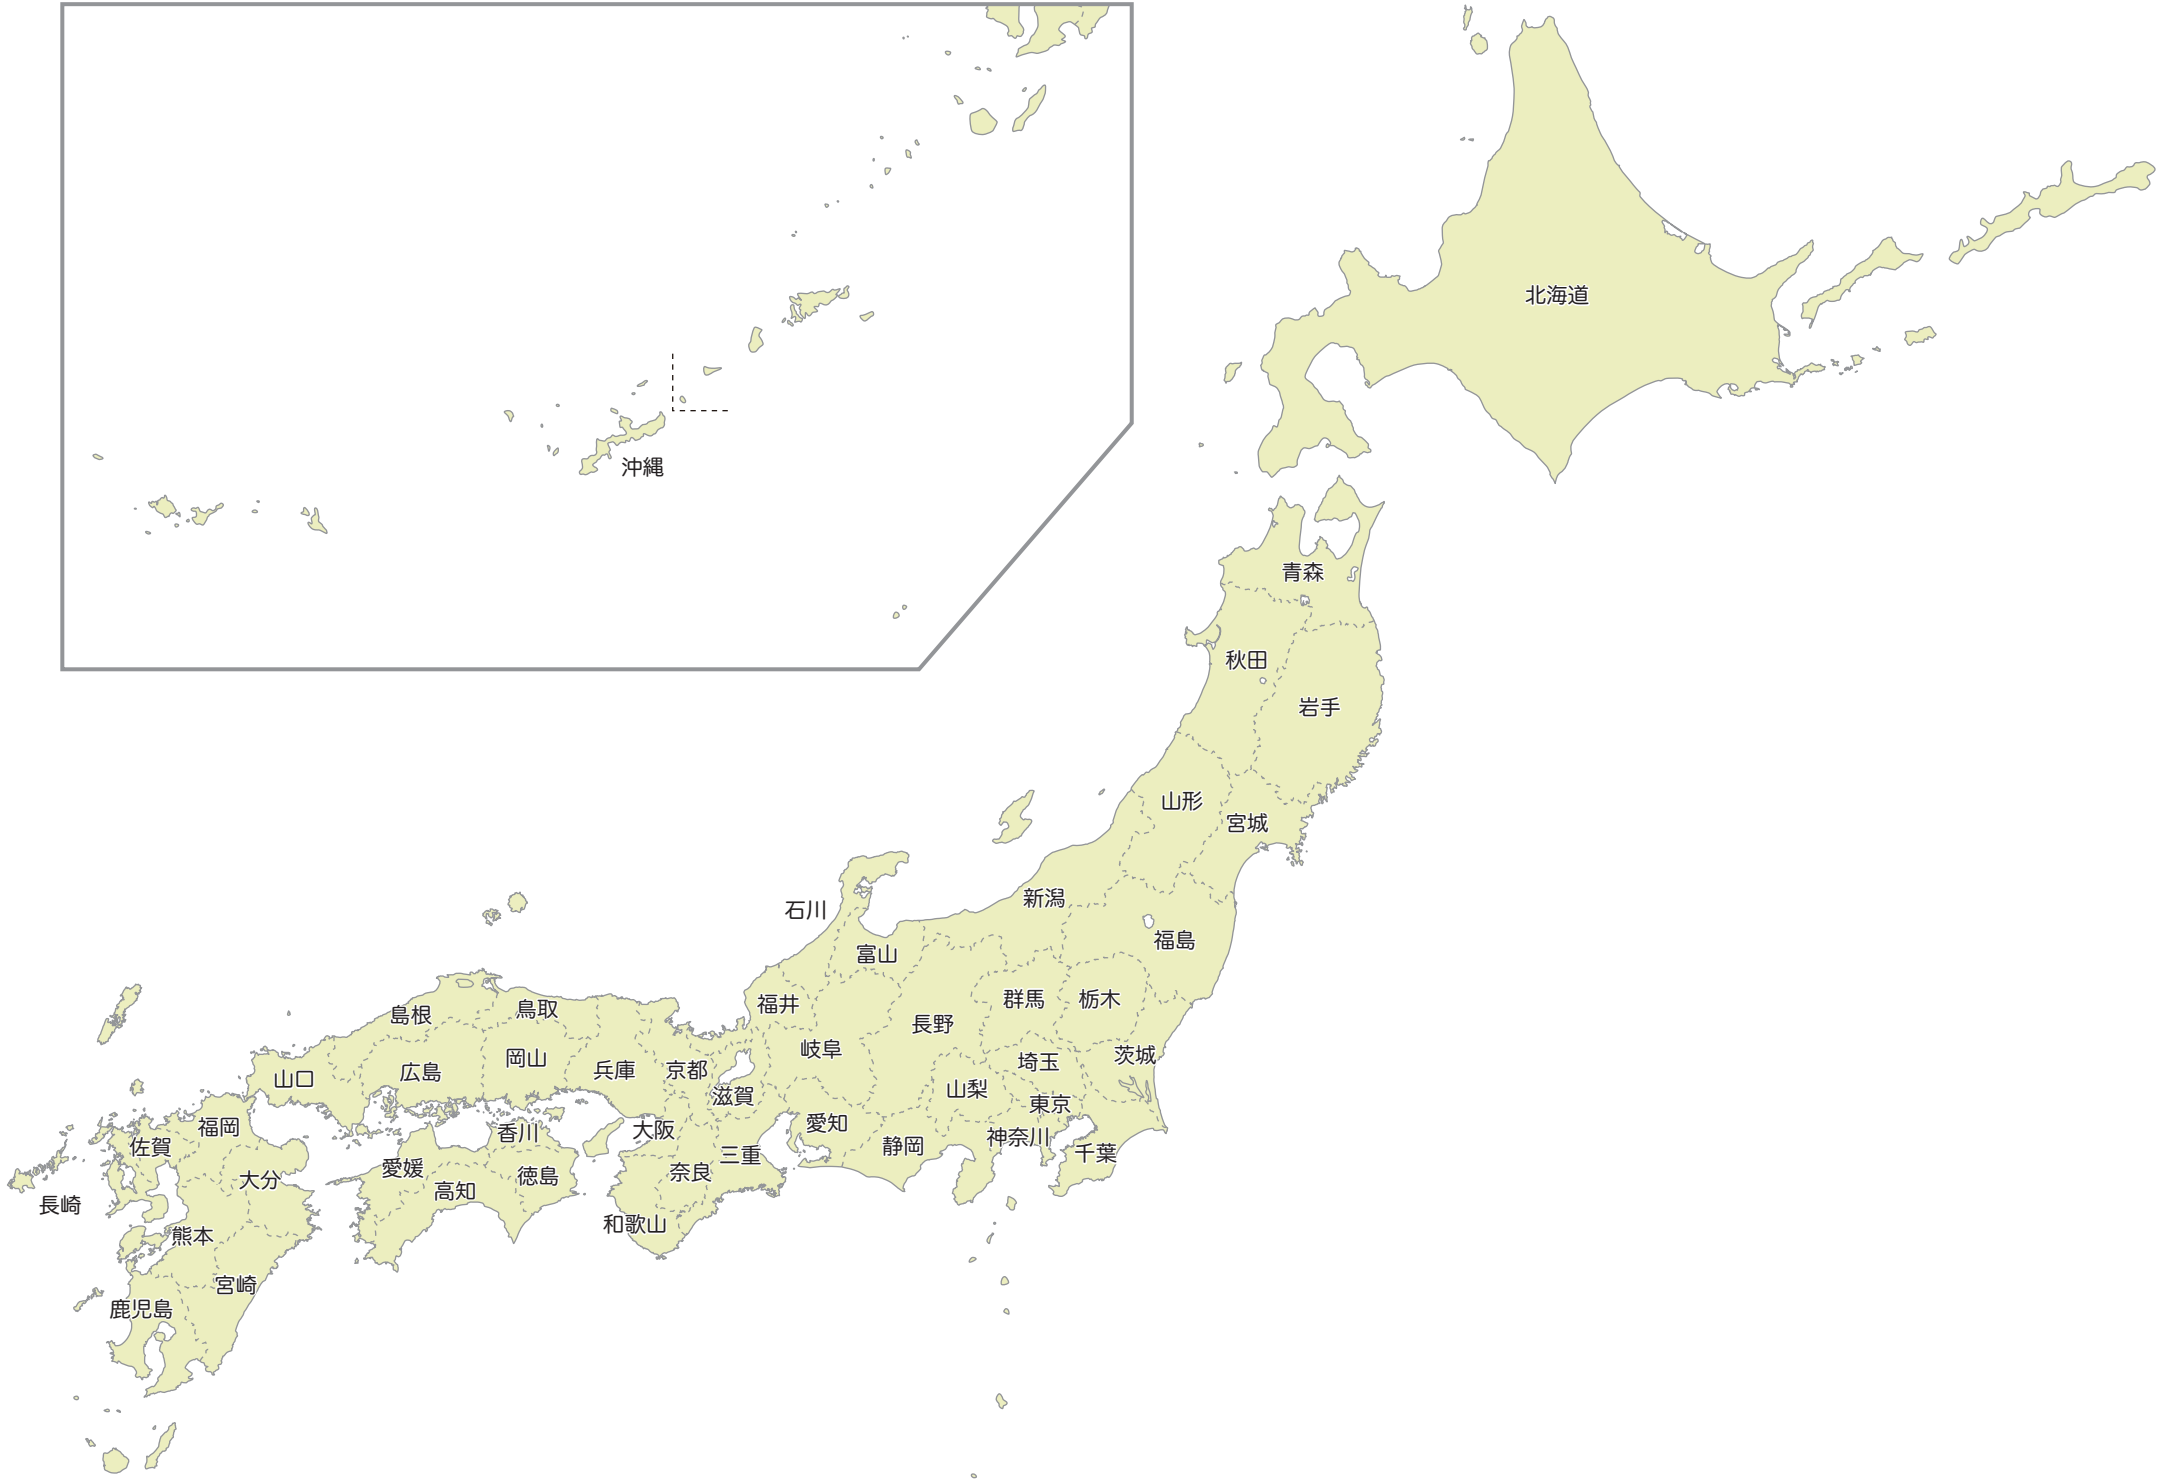 北海道
沖縄
青森
秋田
岩手
山形
宮城
新潟
石川
福島
富山
群馬
栃木
福井
島根
鳥取
長野
岐阜
茨城
岡山
埼玉
兵庫
京都
広島
山口
山梨
滋賀
東京
愛知
福岡
大阪
香川
神奈川
静岡
佐賀
千葉
三重
愛媛
奈良
徳島
大分
高知
長崎
和歌山
熊本
宮崎
鹿児島